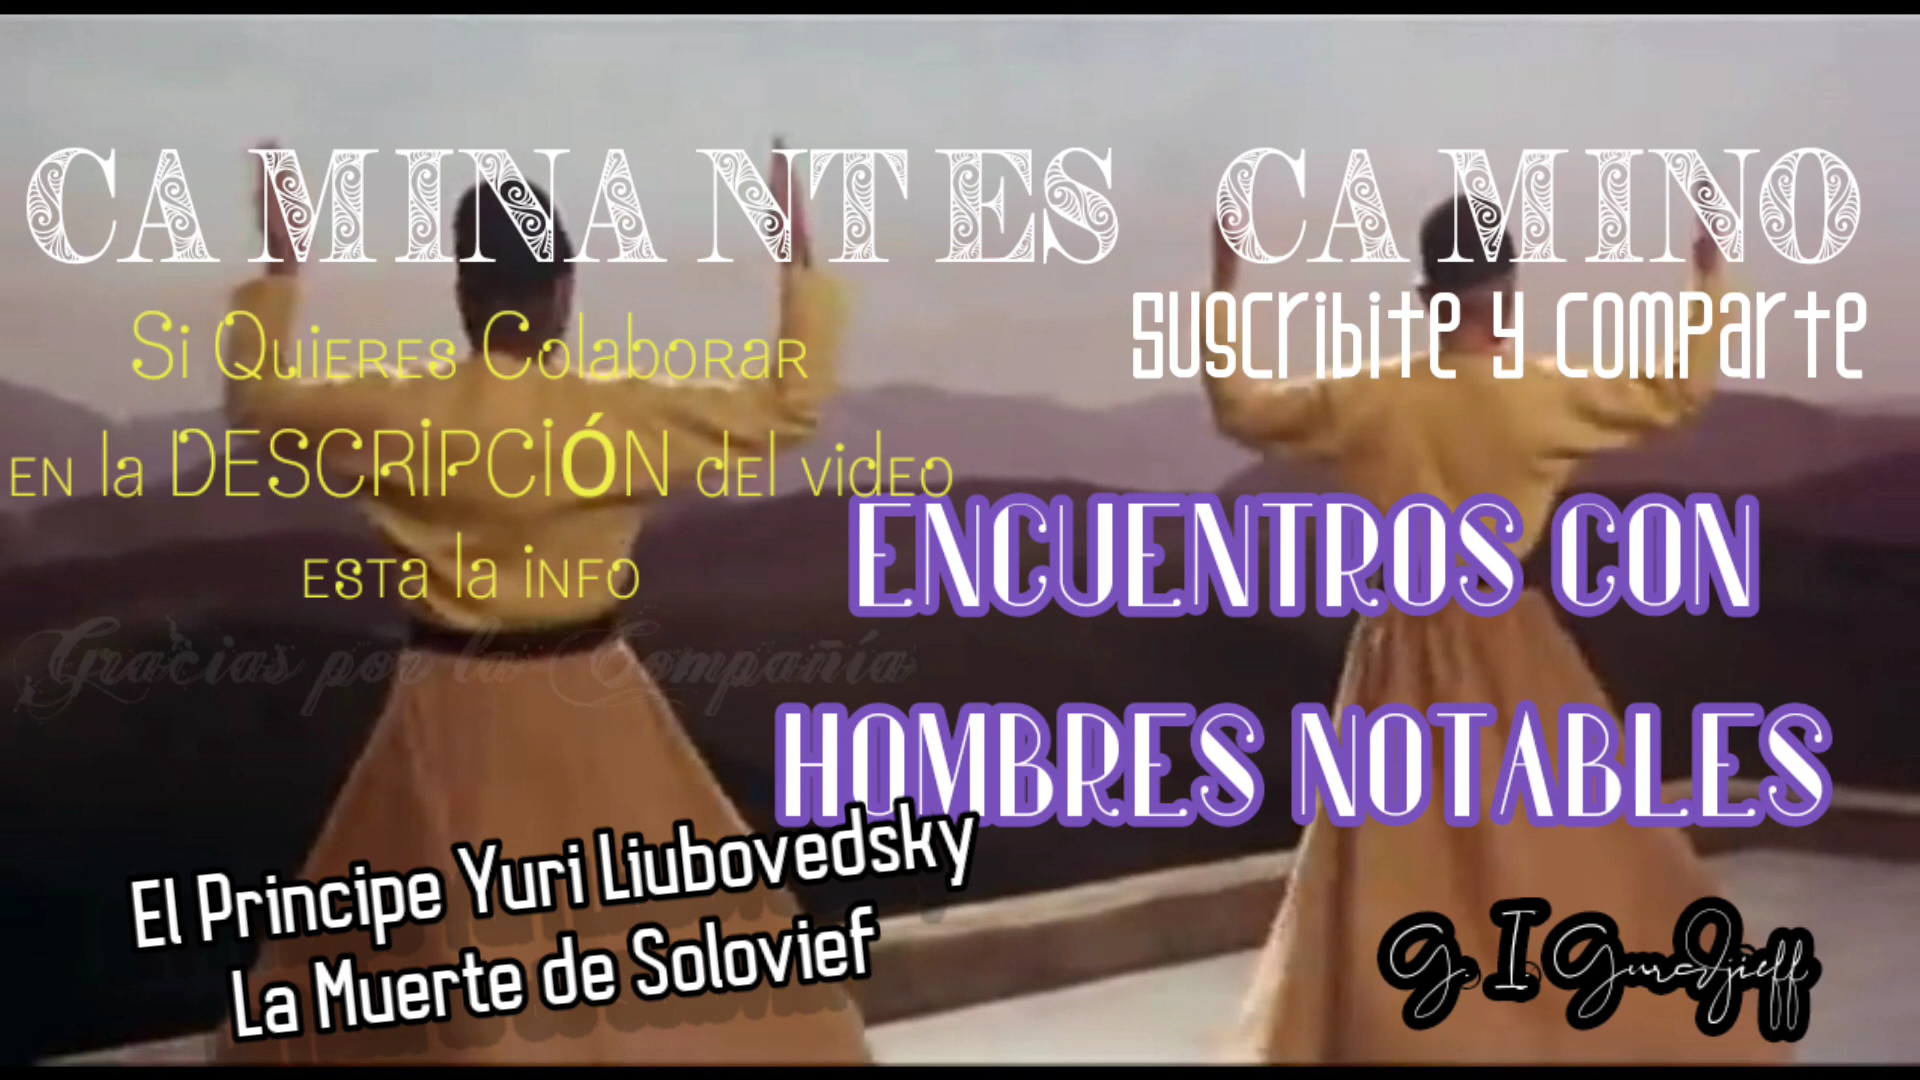 CAMINANTES CAMINO
Suscribite y comparte
Si Quieres Colaborar
en la DESCRIPCIÓN del video
esta la info
Gracias por la Compañía
ENCUENTROS CON
HOMBRES NOTABLES
El Principe Yuri Liubovedsky
La Muerte de Solovief
G. I. Gurdjieff